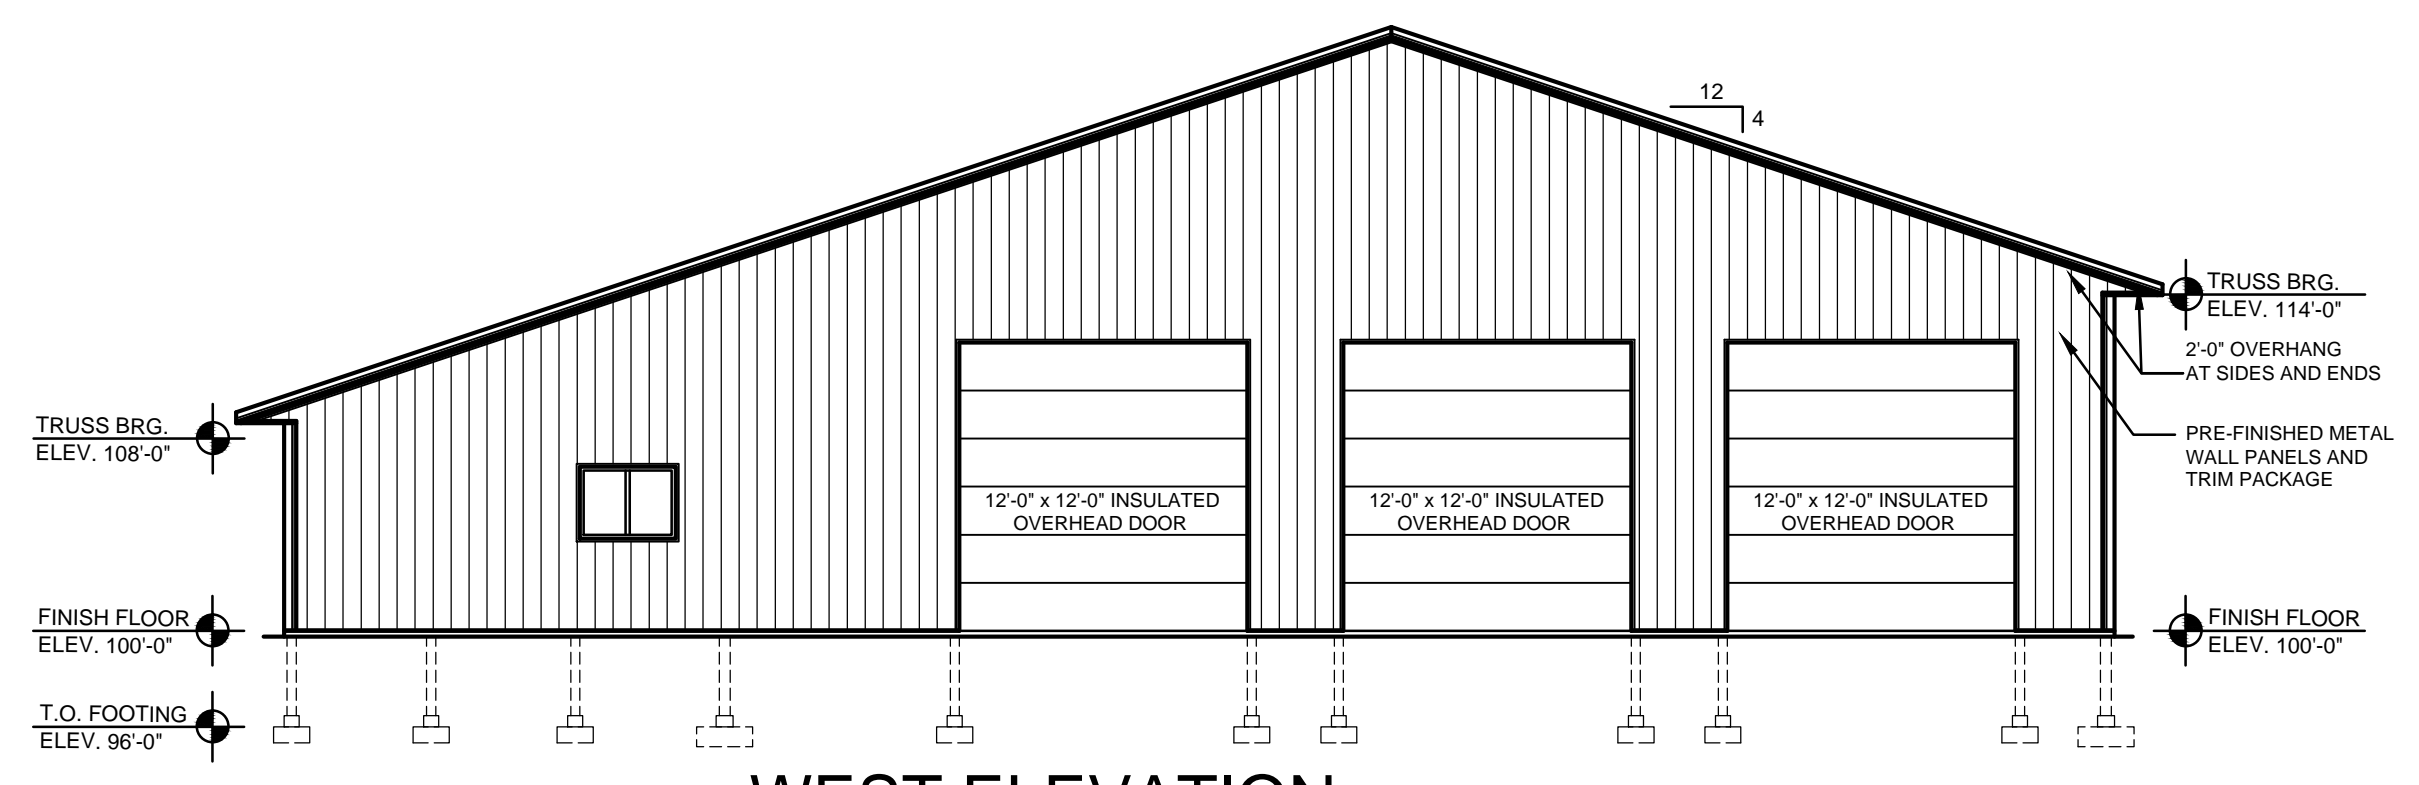 12
4
TRUSS BRG.
ELEV. 114'-0"
2'-0" OVERHANG
AT SIDES AND ENDS
TRUSS BRG.
ELEV. 108'-0"
PRE-FINISHED METAL
WALL PANELS AND
TRIM PACKAGE
12'-0" x 12'-0" INSULATED
OVERHEAD DOOR
12'-0" x 12'-0" INSULATED
OVERHEAD DOOR
12'-0" x 12'-0" INSULATED
OVERHEAD DOOR
FINISH FLOOR
ELEV. 100'-0"
FINISH FLOOR
ELEV. 100'-0"
T.O. FOOTING
ELEV. 96'-0"
WEST ELEVATION